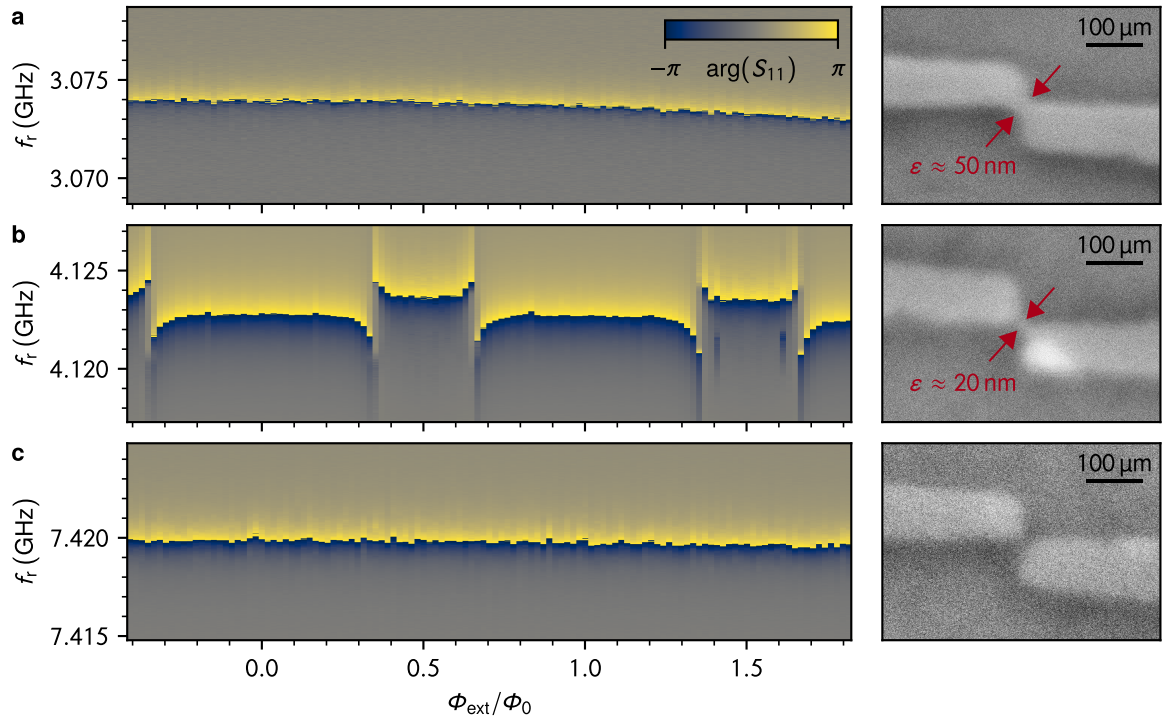 a
f_r (GHz)
3.075
3.070
−π arg(S₁₁) π
100 µm
ε ≈ 50 nm
b
f_r (GHz)
4.125
4.120
100 µm
ε ≈ 20 nm
c
f_r (GHz)
7.420
7.415
100 µm
0.0 0.5 1.0 1.5
Φ_ext/Φ₀